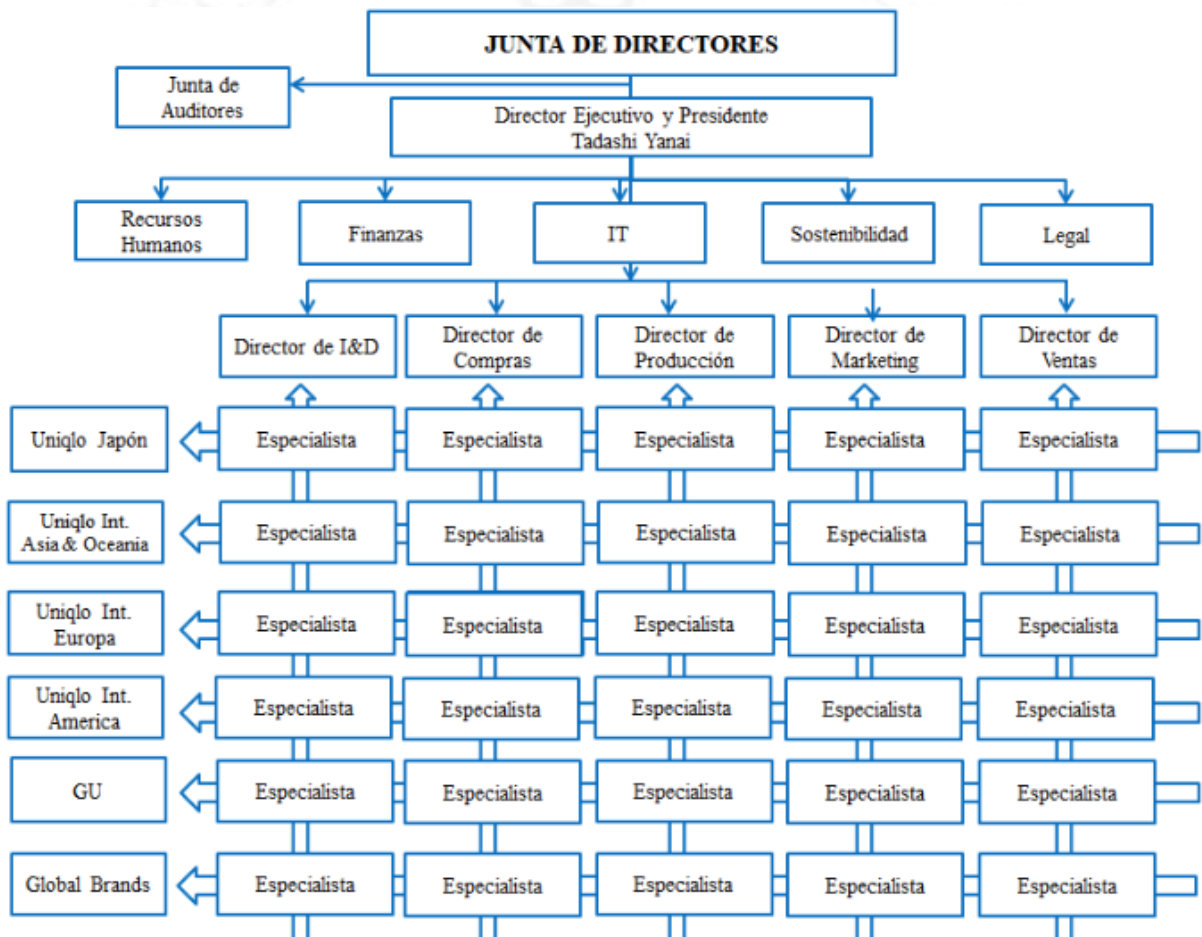 JUNTA DE DIRECTORES
Junta de
Auditores
Director Ejecutivo y Presidente
Tadashi Yanai
Recursos
Humanos
Finanzas
IT
Sostenibilidad
Legal
Director de I&D
Director de
Compras
Director de
Producción
Director de
Marketing
Director de
Ventas
Uniqlo Japón
Especialista
Especialista
Especialista
Especialista
Especialista
Uniqlo Int.
Asia & Oceania
Especialista
Especialista
Especialista
Especialista
Especialista
Uniqlo Int.
Europa
Especialista
Especialista
Especialista
Especialista
Especialista
Uniqlo Int.
America
Especialista
Especialista
Especialista
Especialista
Especialista
GU
Especialista
Especialista
Especialista
Especialista
Especialista
Global Brands
Especialista
Especialista
Especialista
Especialista
Especialista